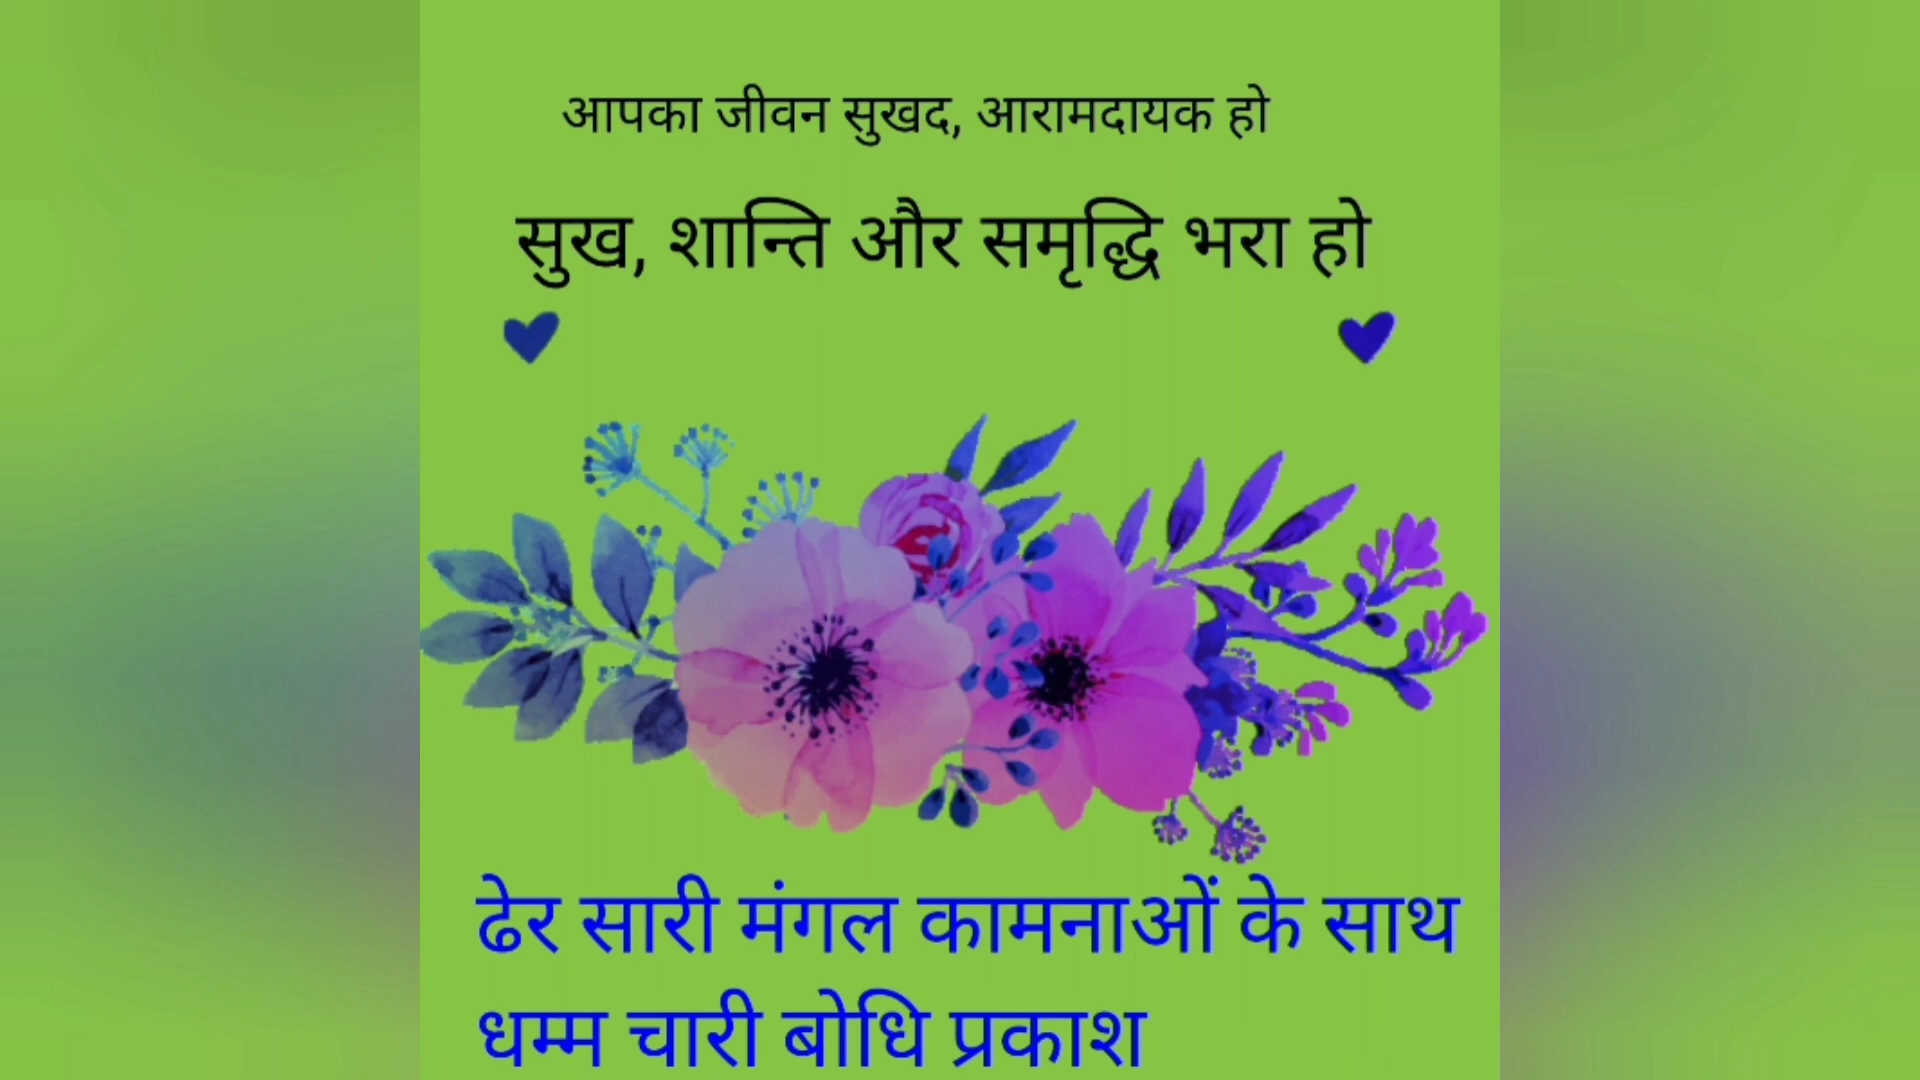 आपका जीवन सुखद, आरामदायक हो
सुख, शान्ति और समृद्धि भरा हो
ढेर सारी मंगल कामनाओं के साथ
धम्म चारी बोधि प्रकाश